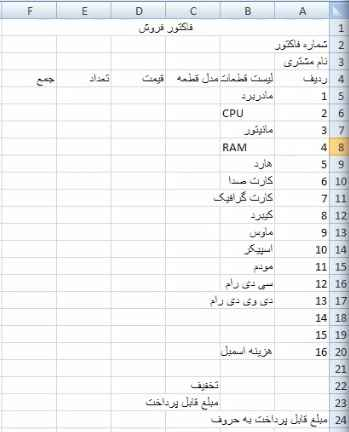 F E D C B A
فاکتور فروش 1
شماره فاکتور 2
نام مشتری 3
ردیف لیست قطعات مدل قطعه قیمت تعداد جمع 4
1 مادربرد 5
2 CPU 6
3 مانیتور 7
4 RAM 8
5 هارد 9
6 کارت صدا 10
7 کارت گرافیک 11
8 کیبرد 12
9 ماوس 13
10 اسپیکر 14
11 مودم 15
12 سی دی رام 16
13 دی وی دی رام 17
14 18
15 19
16 هزینه اسمبل 20
21
تخفیف 22
مبلغ قابل پرداخت 23
مبلغ قابل پرداخت به حروف 24